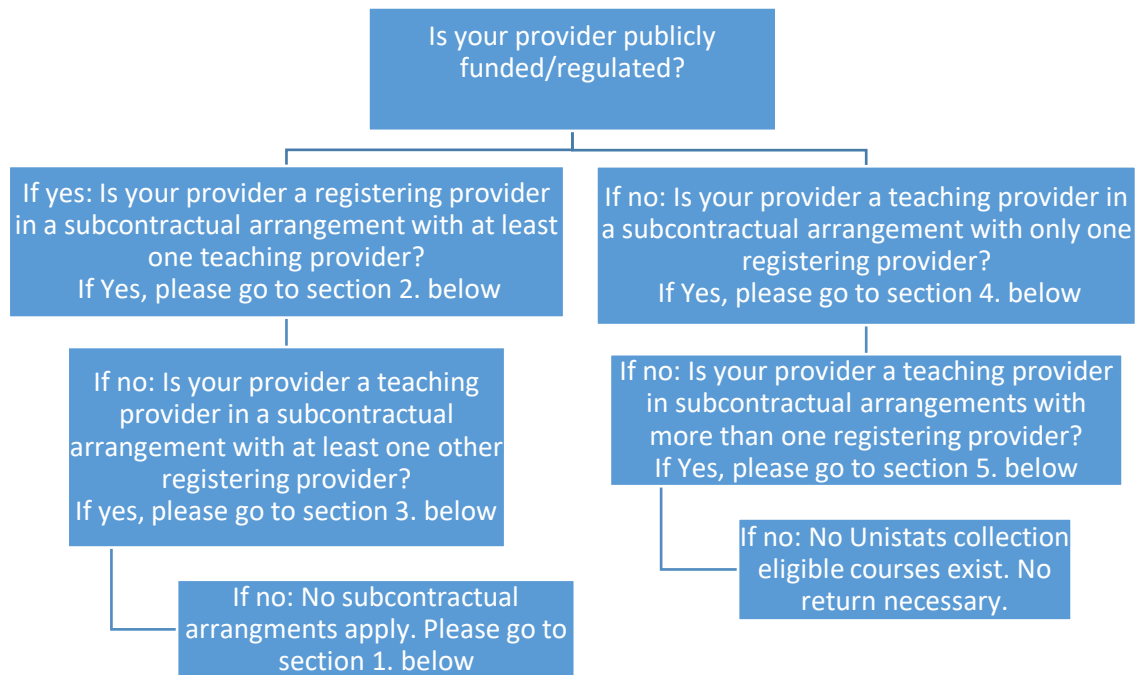 Is your provider publicly
funded/regulated?
If yes: Is your provider a registering provider
in a subcontractual arrangement with at least
one teaching provider?
If Yes, please go to section 2. below
If no: Is your provider a teaching provider in
a subcontractual arrangement with only one
registering provider?
If Yes, please go to section 4. below
If no: Is your provider a teaching
provider in a subcontractual
arrangement with at least one other
registering provider?
If yes, please go to section 3. below
If no: Is your provider a teaching provider
in subcontractual arrangements with
more than one registering provider?
If Yes, please go to section 5. below
If no: No subcontractual
arrangments apply. Please go to
section 1. below
If no: No Unistats collection
eligible courses exist. No
return necessary.